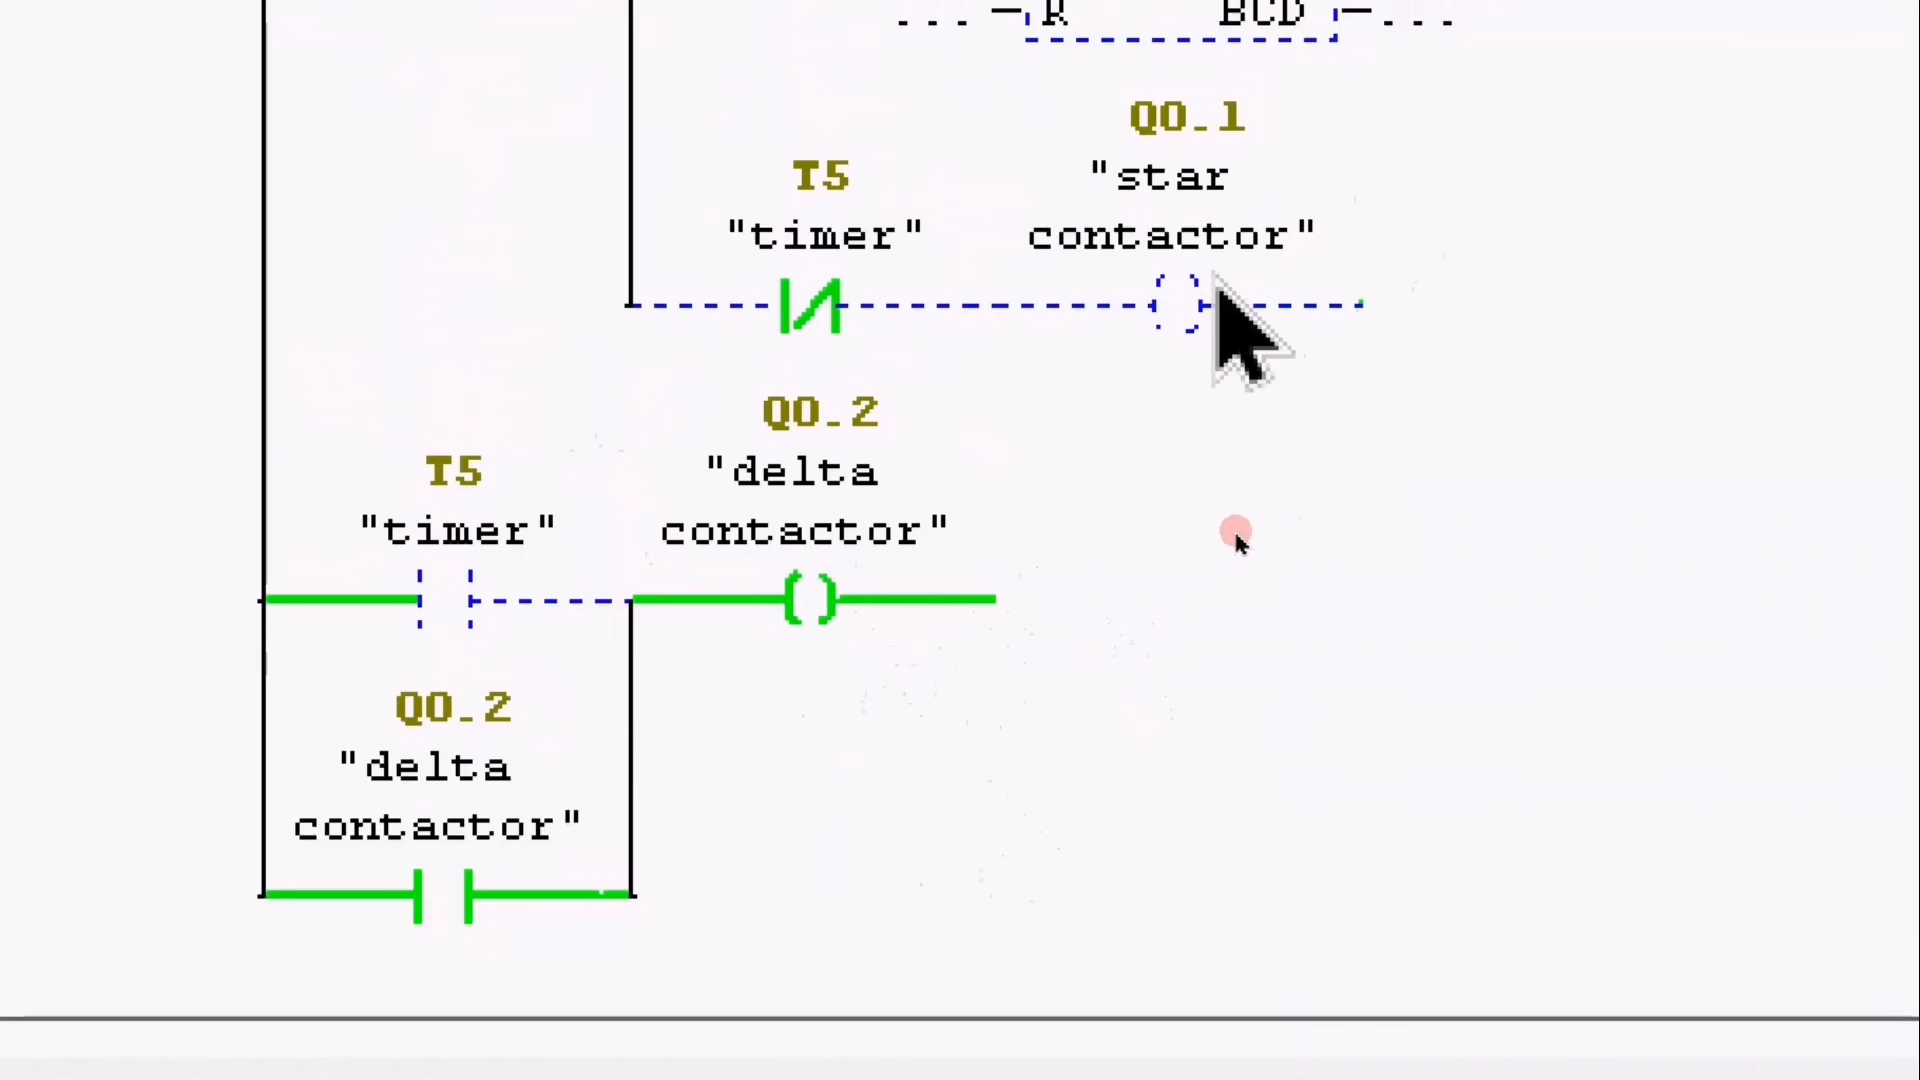 ... R BCD ...
Q0.1
T5
"star
"timer"
contactor"
Q0.2
T5
"delta
"timer"
contactor"
Q0.2
"delta
contactor"